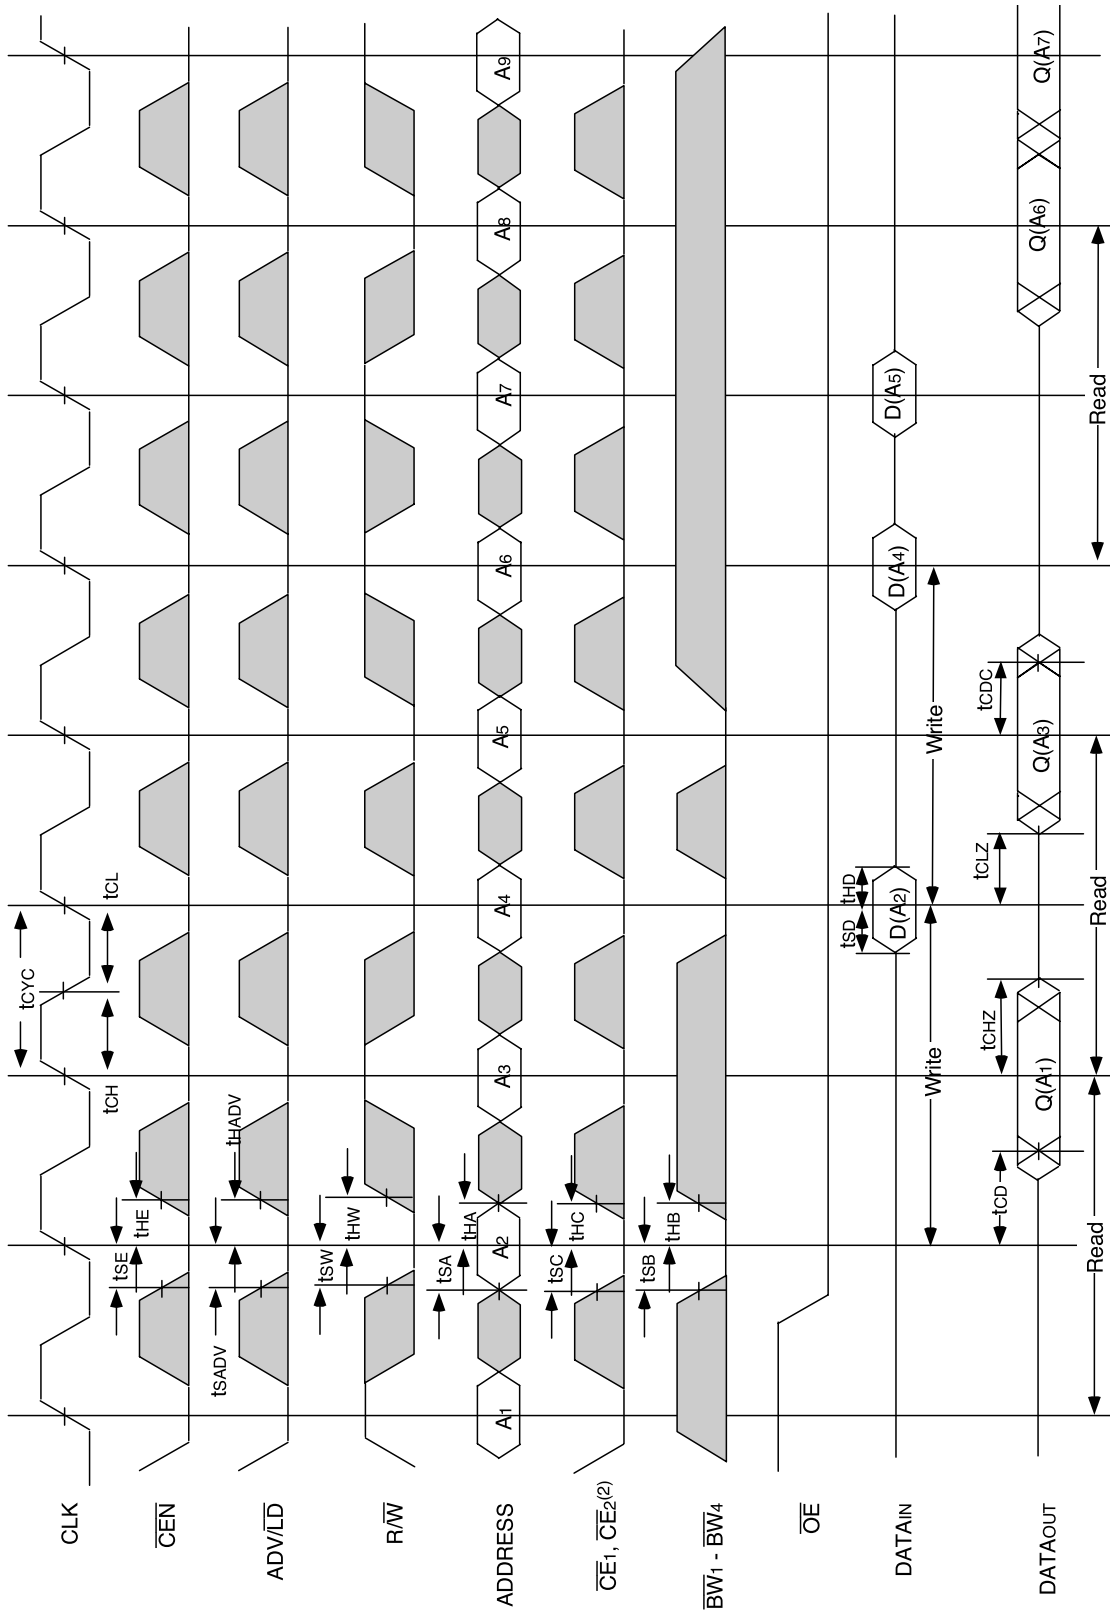 tCYC
tCH
tCL
CLK
tSE
tHE
CEN
tSADV
tHADV
ADV/LD
tSW
tHW
R/W
tSA
tHA
ADDRESS
A1
A2
A3
A4
A5
A6
A7
A8
A9
tSC
tHC
CE1, CE2(2)
tSB
tHB
BW1 - BW4
OE
tSD
tHD
DATAIN
D(A2)
D(A4)
D(A5)
Write
Write
tCD
tCHZ
tCLZ
tCDC
DATAOUT
Q(A1)
Q(A3)
Q(A6)
Q(A7)
Read
Read
Read